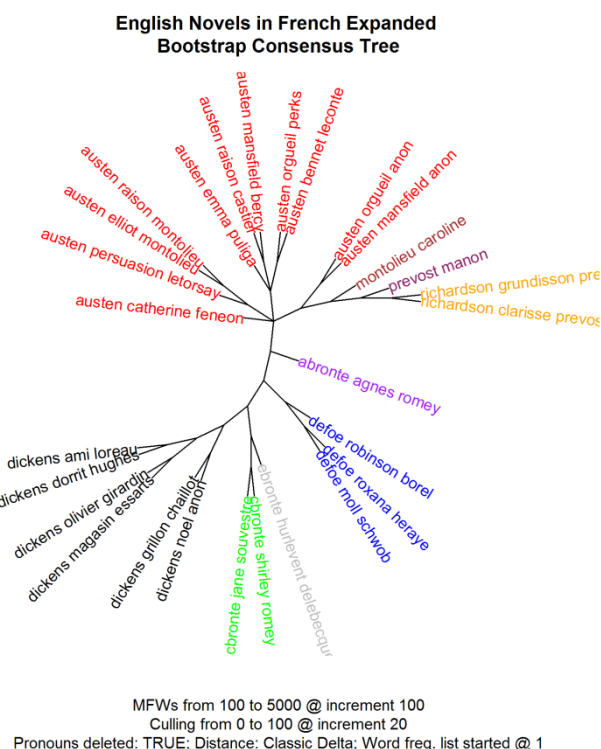 English Novels in French Expanded
Bootstrap Consensus Tree
austen mansfield bercy
austen orgueil perks
austen bennet leconte
austen raison castier
austen emma puliga
austen raison montolieu
austen elliot montolieu
austen persuasion letorsay
austen catherine feneon
austen orgueil anon
austen mansfield anon
montolieu caroline
prevost manon
richardson grundisson pre
richardson clarisse prevos
abronte agnes romey
defoe robinson borel
defoe roxana heraye
defoe moll schwob
ebronte hurlevent delebecqu
cbronte shirley romey
cbronte jane souvestre
dickens noel anon
dickens grillon chaillot
dickens magasin essarts
dickens olivier girardin
dickens dorrit hughes
dickens ami loreau
MFWs from 100 to 5000 @ increment 100
Culling from 0 to 100 @ increment 20
Pronouns deleted: TRUE; Distance: Classic Delta; Word freq. list started @ 1